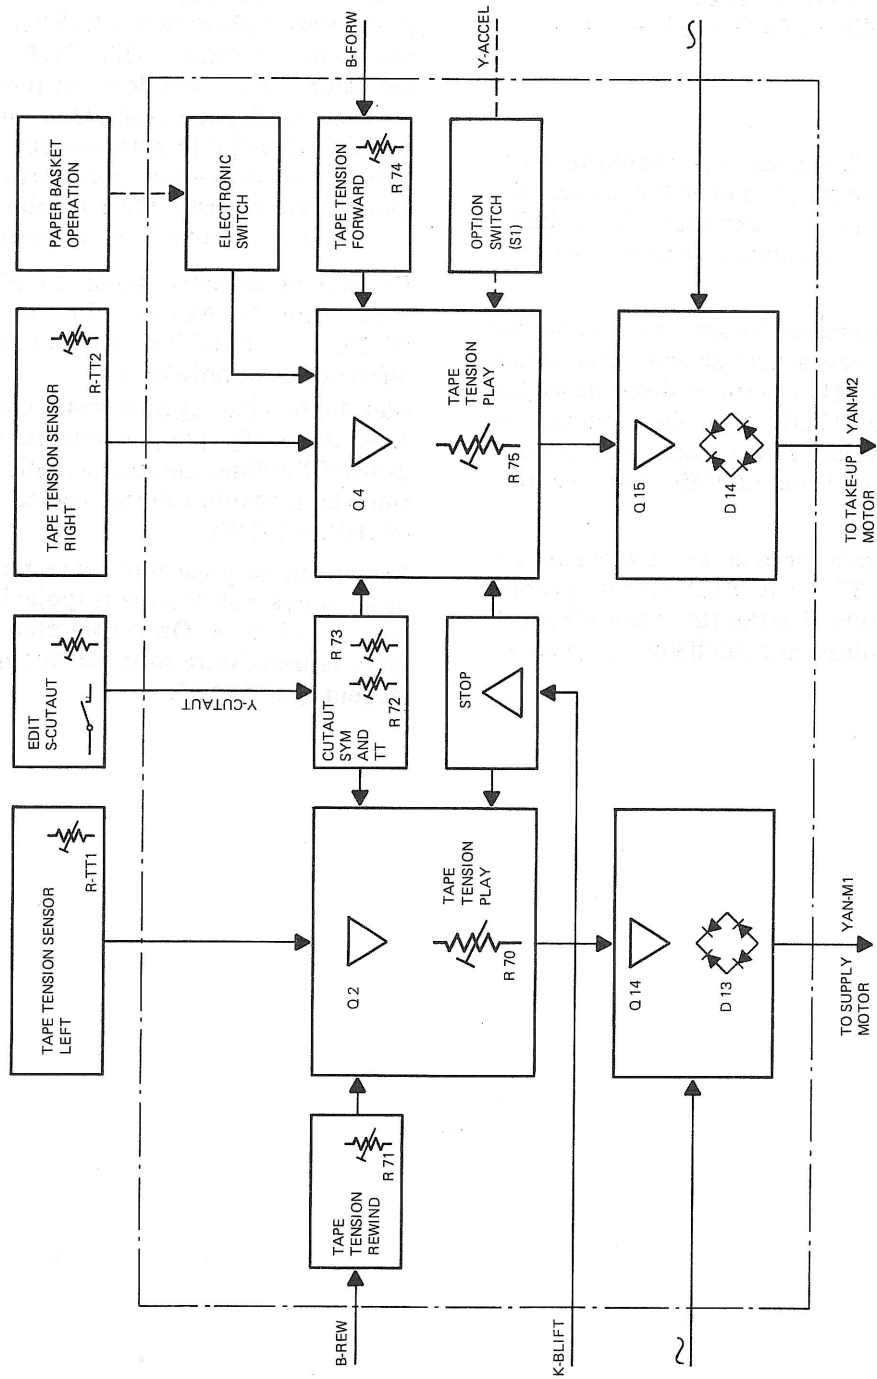 TAPE TENSION SENSOR
LEFT
R-TT1
EDIT
S-CUTAUT
TAPE TENSION SENSOR
RIGHT
R-TT2
PAPER BASKET
OPERATION
Y-CUTAUT
ELECTRONIC
SWITCH
B-REW
TAPE
TENSION
REWIND
R 71
Q 2
TAPE
TENSION
PLAY
R 70
CUTAUT
SYM
AND
TT
R 72
R 73
STOP
Q 4
TAPE
TENSION
PLAY
R 75
TAPE TENSION
FORWARD
R 74
B-FORW
OPTION
SWITCH
(S1)
Y-ACCEL
K-BLIFT
Q 14
D 13
Q 15
D 14
TO SUPPLY
MOTOR
YAN-M1
TO TAKE-UP
MOTOR
YAN-M2